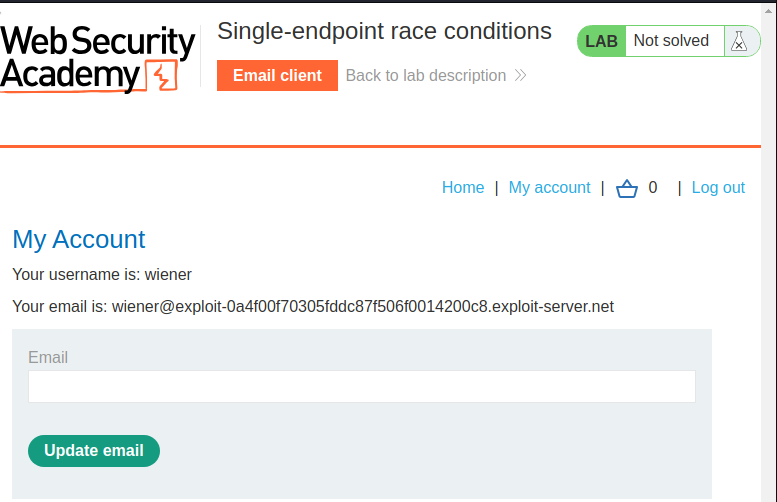 Web Security
Academy
Single-endpoint race conditions
LAB Not solved
Email client Back to lab description
Home | My account | 0 | Log out
My Account
Your username is: wiener
Your email is: wiener@exploit-0a4f00f70305fddc87f506f0014200c8.exploit-server.net
Email
Update email